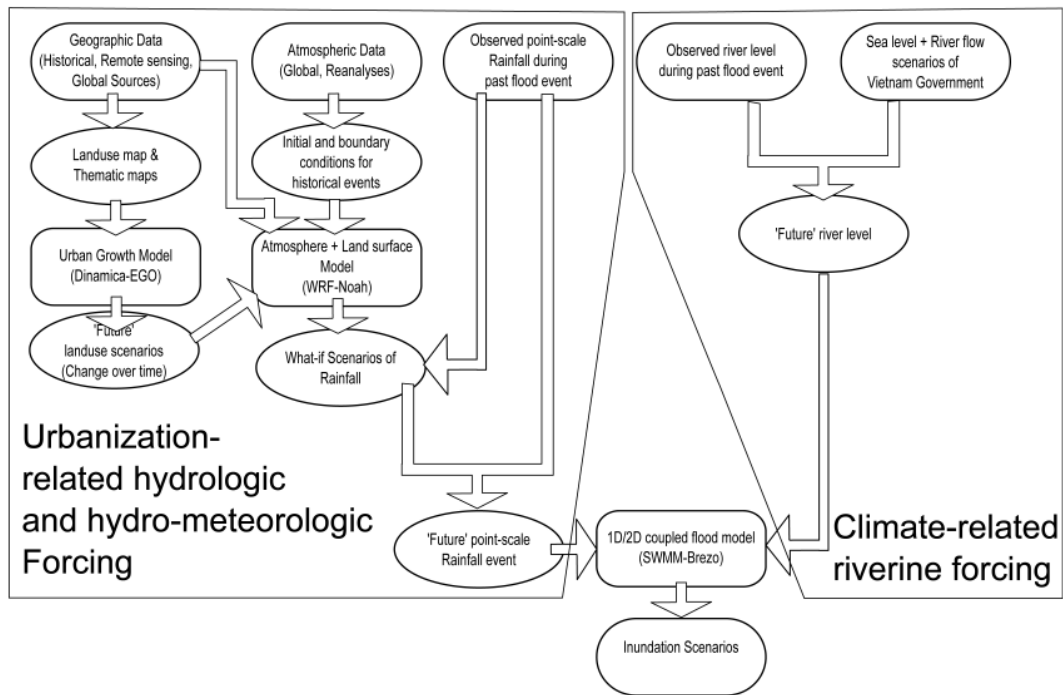 Geographic Data
(Historical, Remote sensing,
Global Sources)
Atmospheric Data
(Global, Reanalyses)
Observed point-scale
Rainfall during
past flood event
Observed river level
during past flood event
Sea level + River flow
scenarios of
Vietnam Government
Landuse map &
Thematic maps
Initial and boundary
conditions for
historical events
'Future' river level
Urban Growth Model
(Dinamica-EGO)
Atmosphere + Land surface
Model
(WRF-Noah)
'Future'
landuse scenarios
(Change over time)
What-if Scenarios of
Rainfall
Urbanization-
related hydrologic
and hydro-meteorologic
Forcing
'Future' point-scale
Rainfall event
1D/2D coupled flood model
(SWMM-Brezo)
Climate-related
riverine forcing
Inundation Scenarios